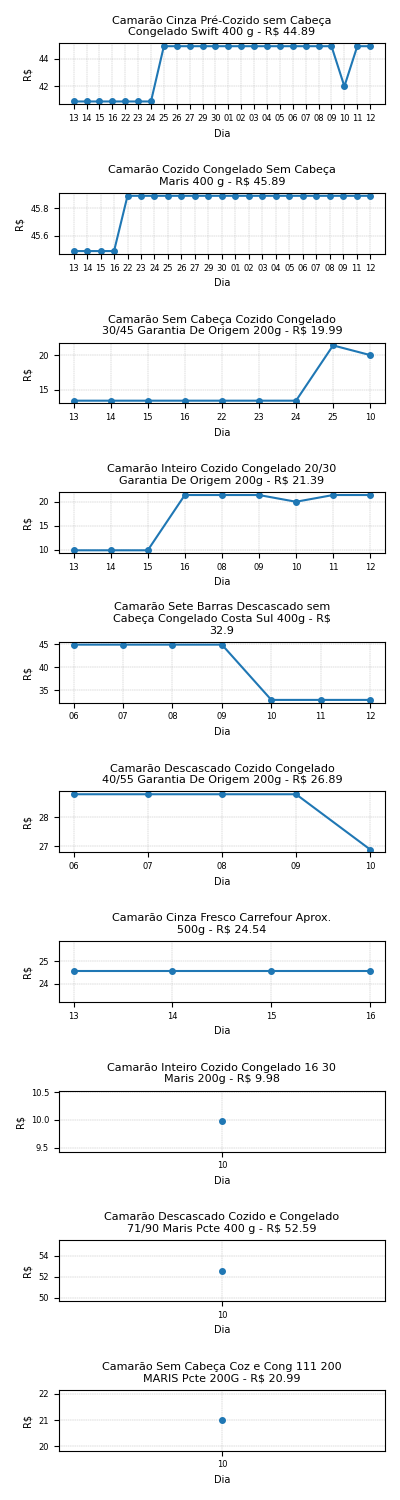 Camarão Cinza Pré-Cozido sem Cabeça
Congelado Swift 400 g - R$ 44.89
44
42
R$
13 14 15 16 22 23 24 25 26 27 29 30 01 02 03 04 05 06 07 08 09 10 11 12
Dia
Camarão Cozido Congelado Sem Cabeça
Maris 400 g - R$ 45.89
45.8
45.6
R$
13 14 15 16 22 23 24 25 26 27 29 30 01 02 03 04 05 06 07 08 09 11 12
Dia
Camarão Sem Cabeça Cozido Congelado
30/45 Garantia De Origem 200g - R$ 19.99
20
15
R$
13 14 15 16 22 23 24 25 10
Dia
Camarão Inteiro Cozido Congelado 20/30
Garantia De Origem 200g - R$ 21.39
20
15
10
R$
13 14 15 16 08 09 10 11 12
Dia
Camarão Sete Barras Descascado sem
Cabeça Congelado Costa Sul 400g - R$
32.9
45
40
35
R$
06 07 08 09 10 11 12
Dia
Camarão Descascado Cozido Congelado
40/55 Garantia De Origem 200g - R$ 26.89
28
27
R$
06 07 08 09 10
Dia
Camarão Cinza Fresco Carrefour Aprox.
500g - R$ 24.54
25
24
R$
13 14 15 16
Dia
Camarão Inteiro Cozido Congelado 16 30
Maris 200g - R$ 9.98
10.5
10.0
9.5
R$
10
Dia
Camarão Descascado Cozido e Congelado
71/90 Maris Pcte 400 g - R$ 52.59
54
52
50
R$
10
Dia
Camarão Sem Cabeça Coz e Cong 111 200
MARIS Pcte 200G - R$ 20.99
22
21
20
R$
10
Dia